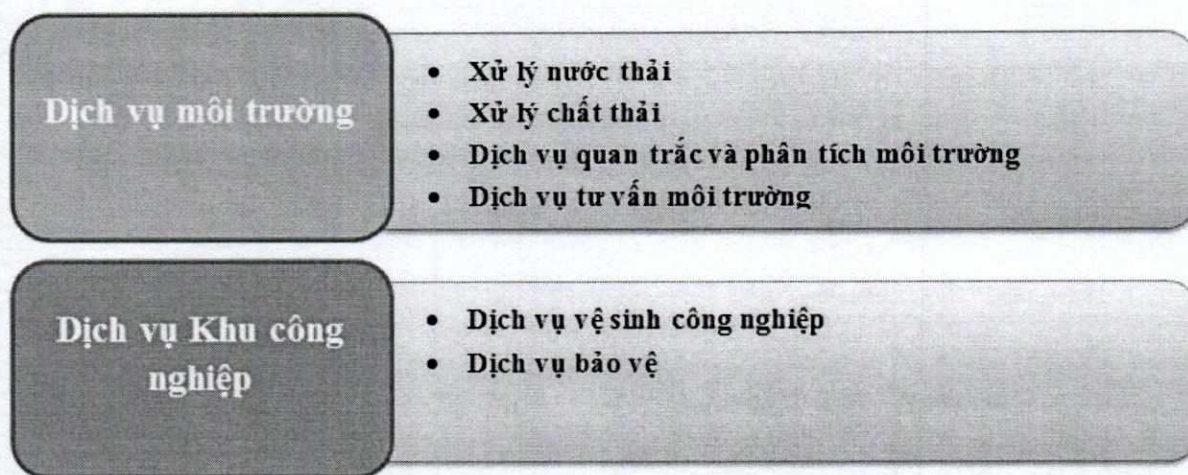 Dịch vụ môi trường
• Xử lý nước thải
• Xử lý chất thải
• Dịch vụ quan trắc và phân tích môi trường
• Dịch vụ tư vấn môi trường
Dịch vụ Khu công
nghiệp
• Dịch vụ vệ sinh công nghiệp
• Dịch vụ bảo vệ